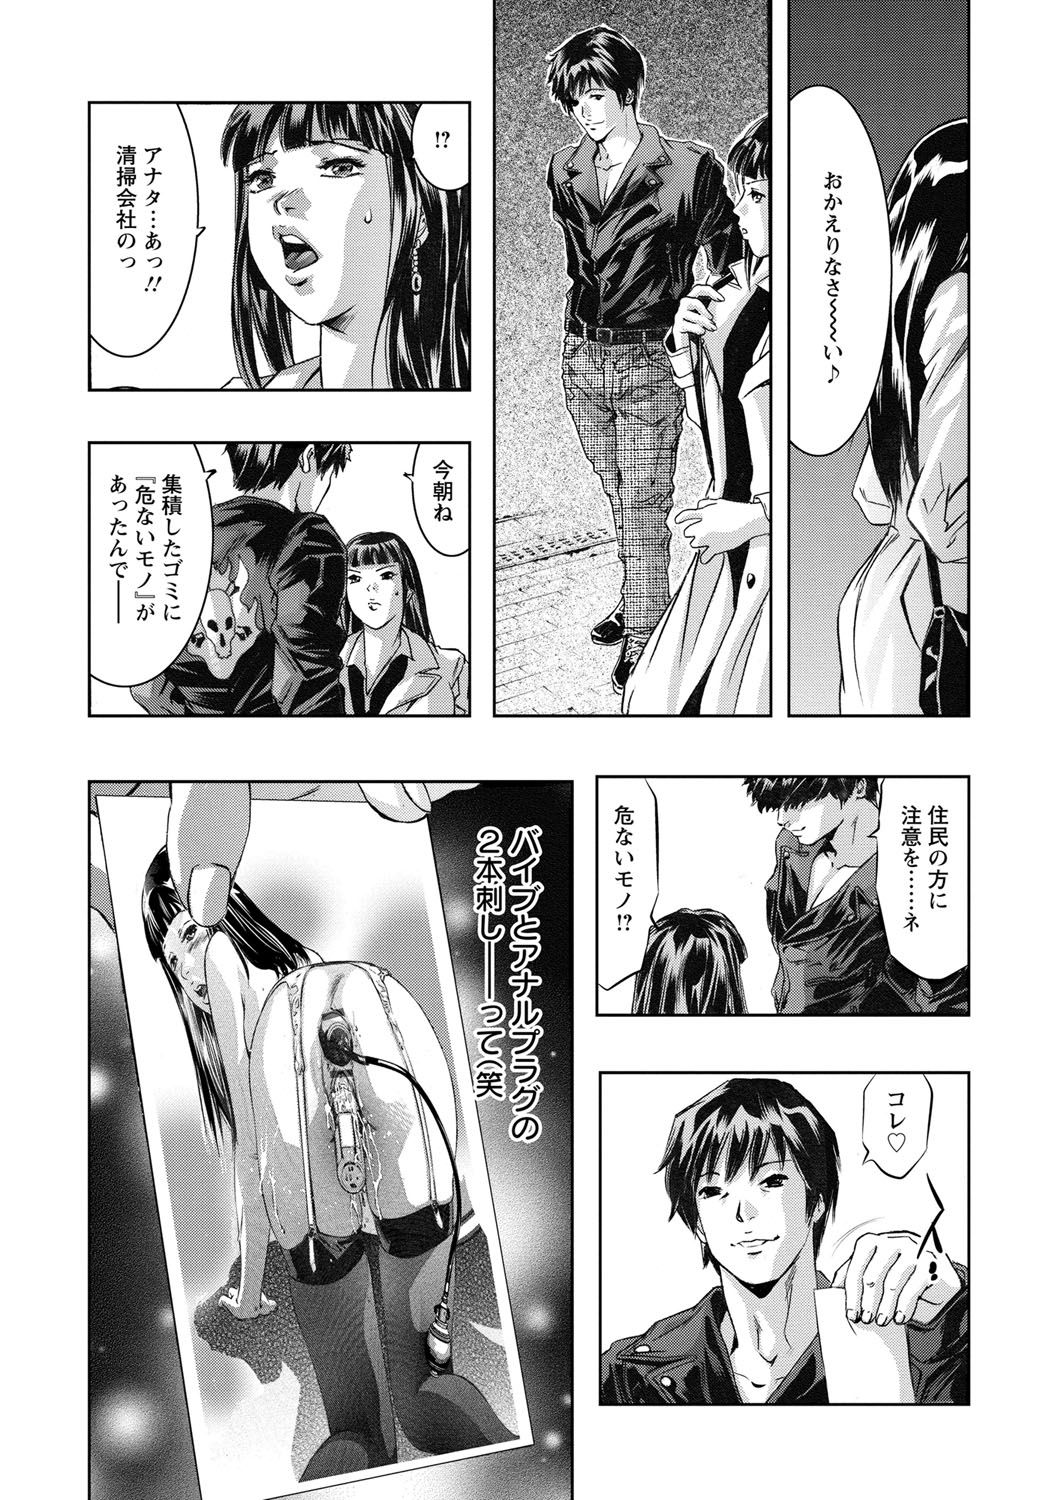 おかえりなさ～～～い♪
!?
アナタ…あっ!!
清掃会社のっ
今朝ね
集積したゴミに
『危ないモノ』が
あったんで――
住民の方に
注意を……ネ
危ないモノ!?
コレ♡
バイブとアナルプラグの
2本刺し――って(笑